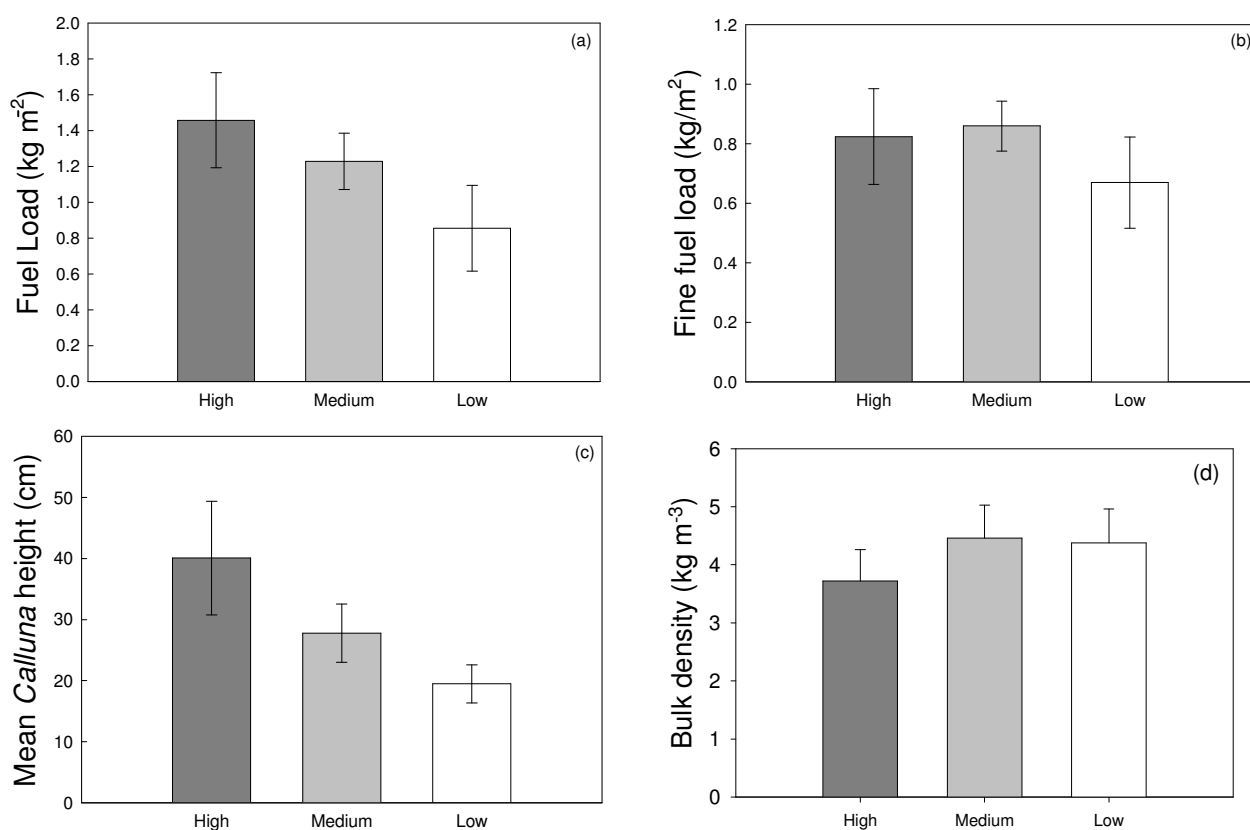 (a)
Fuel Load (kg m⁻²)
2.0
1.8
1.6
1.4
1.2
1.0
0.8
0.6
0.4
0.2
0.0
High Medium Low
(b)
Fine fuel load (kg/m²)
1.2
1.0
0.8
0.6
0.4
0.2
0.0
High Medium Low
(c)
Mean Calluna height (cm)
60
50
40
30
20
10
0
High Medium Low
(d)
Bulk density (kg m⁻³)
6
5
4
3
2
1
0
High Medium Low